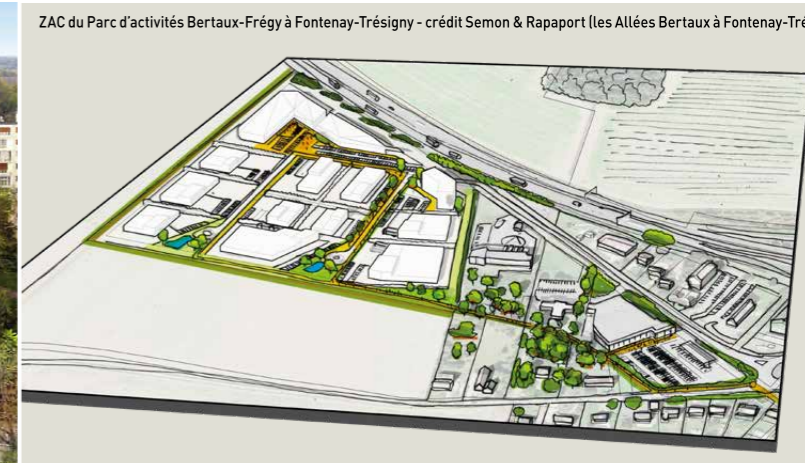 ZAC du Parc d’activités Bertaux-Frégy à Fontenay-Trésigny - crédit Semon & Rapaport (les Allées Bertaux à Fontenay-Tré